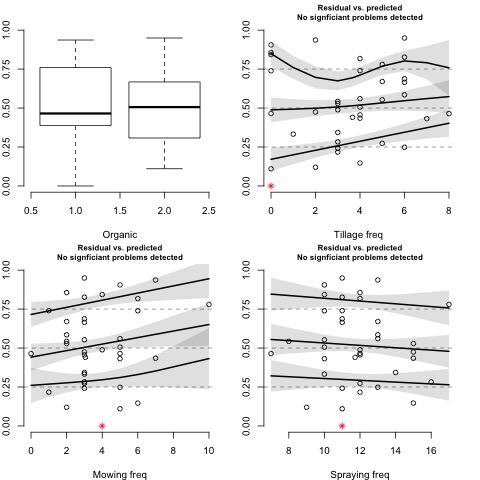 0.00 0.25 0.50 0.75 1.00
0.5 1.0 1.5 2.0 2.5
Organic
Residual vs. predicted
No signficiant problems detected
0.00 0.25 0.50 0.75 1.00
0 2 4 6 8
Tillage freq
Residual vs. predicted
No signficiant problems detected
0.00 0.25 0.50 0.75 1.00
0 2 4 6 8 10
Mowing freq
Residual vs. predicted
No signficiant problems detected
0.00 0.25 0.50 0.75 1.00
8 10 12 14 16
Spraying freq